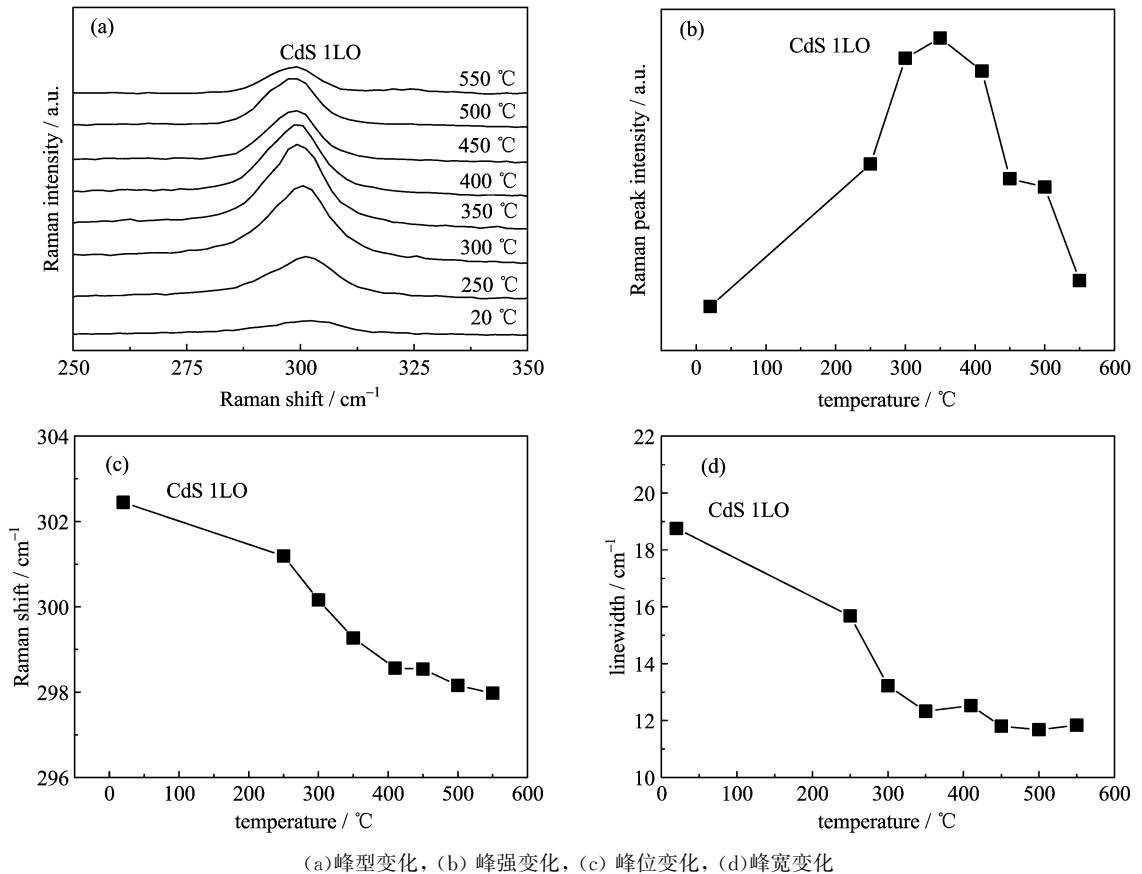 (a)
CdS 1LO
550 ℃
500 ℃
450 ℃
400 ℃
350 ℃
300 ℃
250 ℃
20 ℃
Raman intensity / a.u.
250 275 300 325 350
Raman shift / cm⁻¹
(b)
CdS 1LO
Raman peak intensity / a.u.
0 100 200 300 400 500 600
temperature / ℃
(c)
CdS 1LO
304
302
300
298
296
Raman shift / cm⁻¹
0 100 200 300 400 500 600
temperature / ℃
(d)
CdS 1LO
22
20
18
16
14
12
10
linewidth / cm⁻¹
0 100 200 300 400 500 600
temperature / ℃
(a)峰型变化, (b) 峰强变化, (c) 峰位变化, (d)峰宽变化